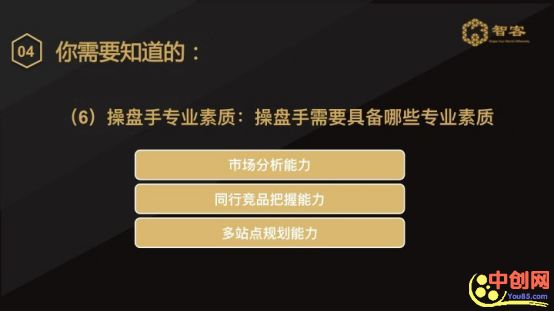 04
你需要知道的：
智客
（6）操盘手专业素质：操盘手需要具备哪些专业素质
市场分析能力
同行竞品把握能力
多站点规划能力
中创网
You85.com